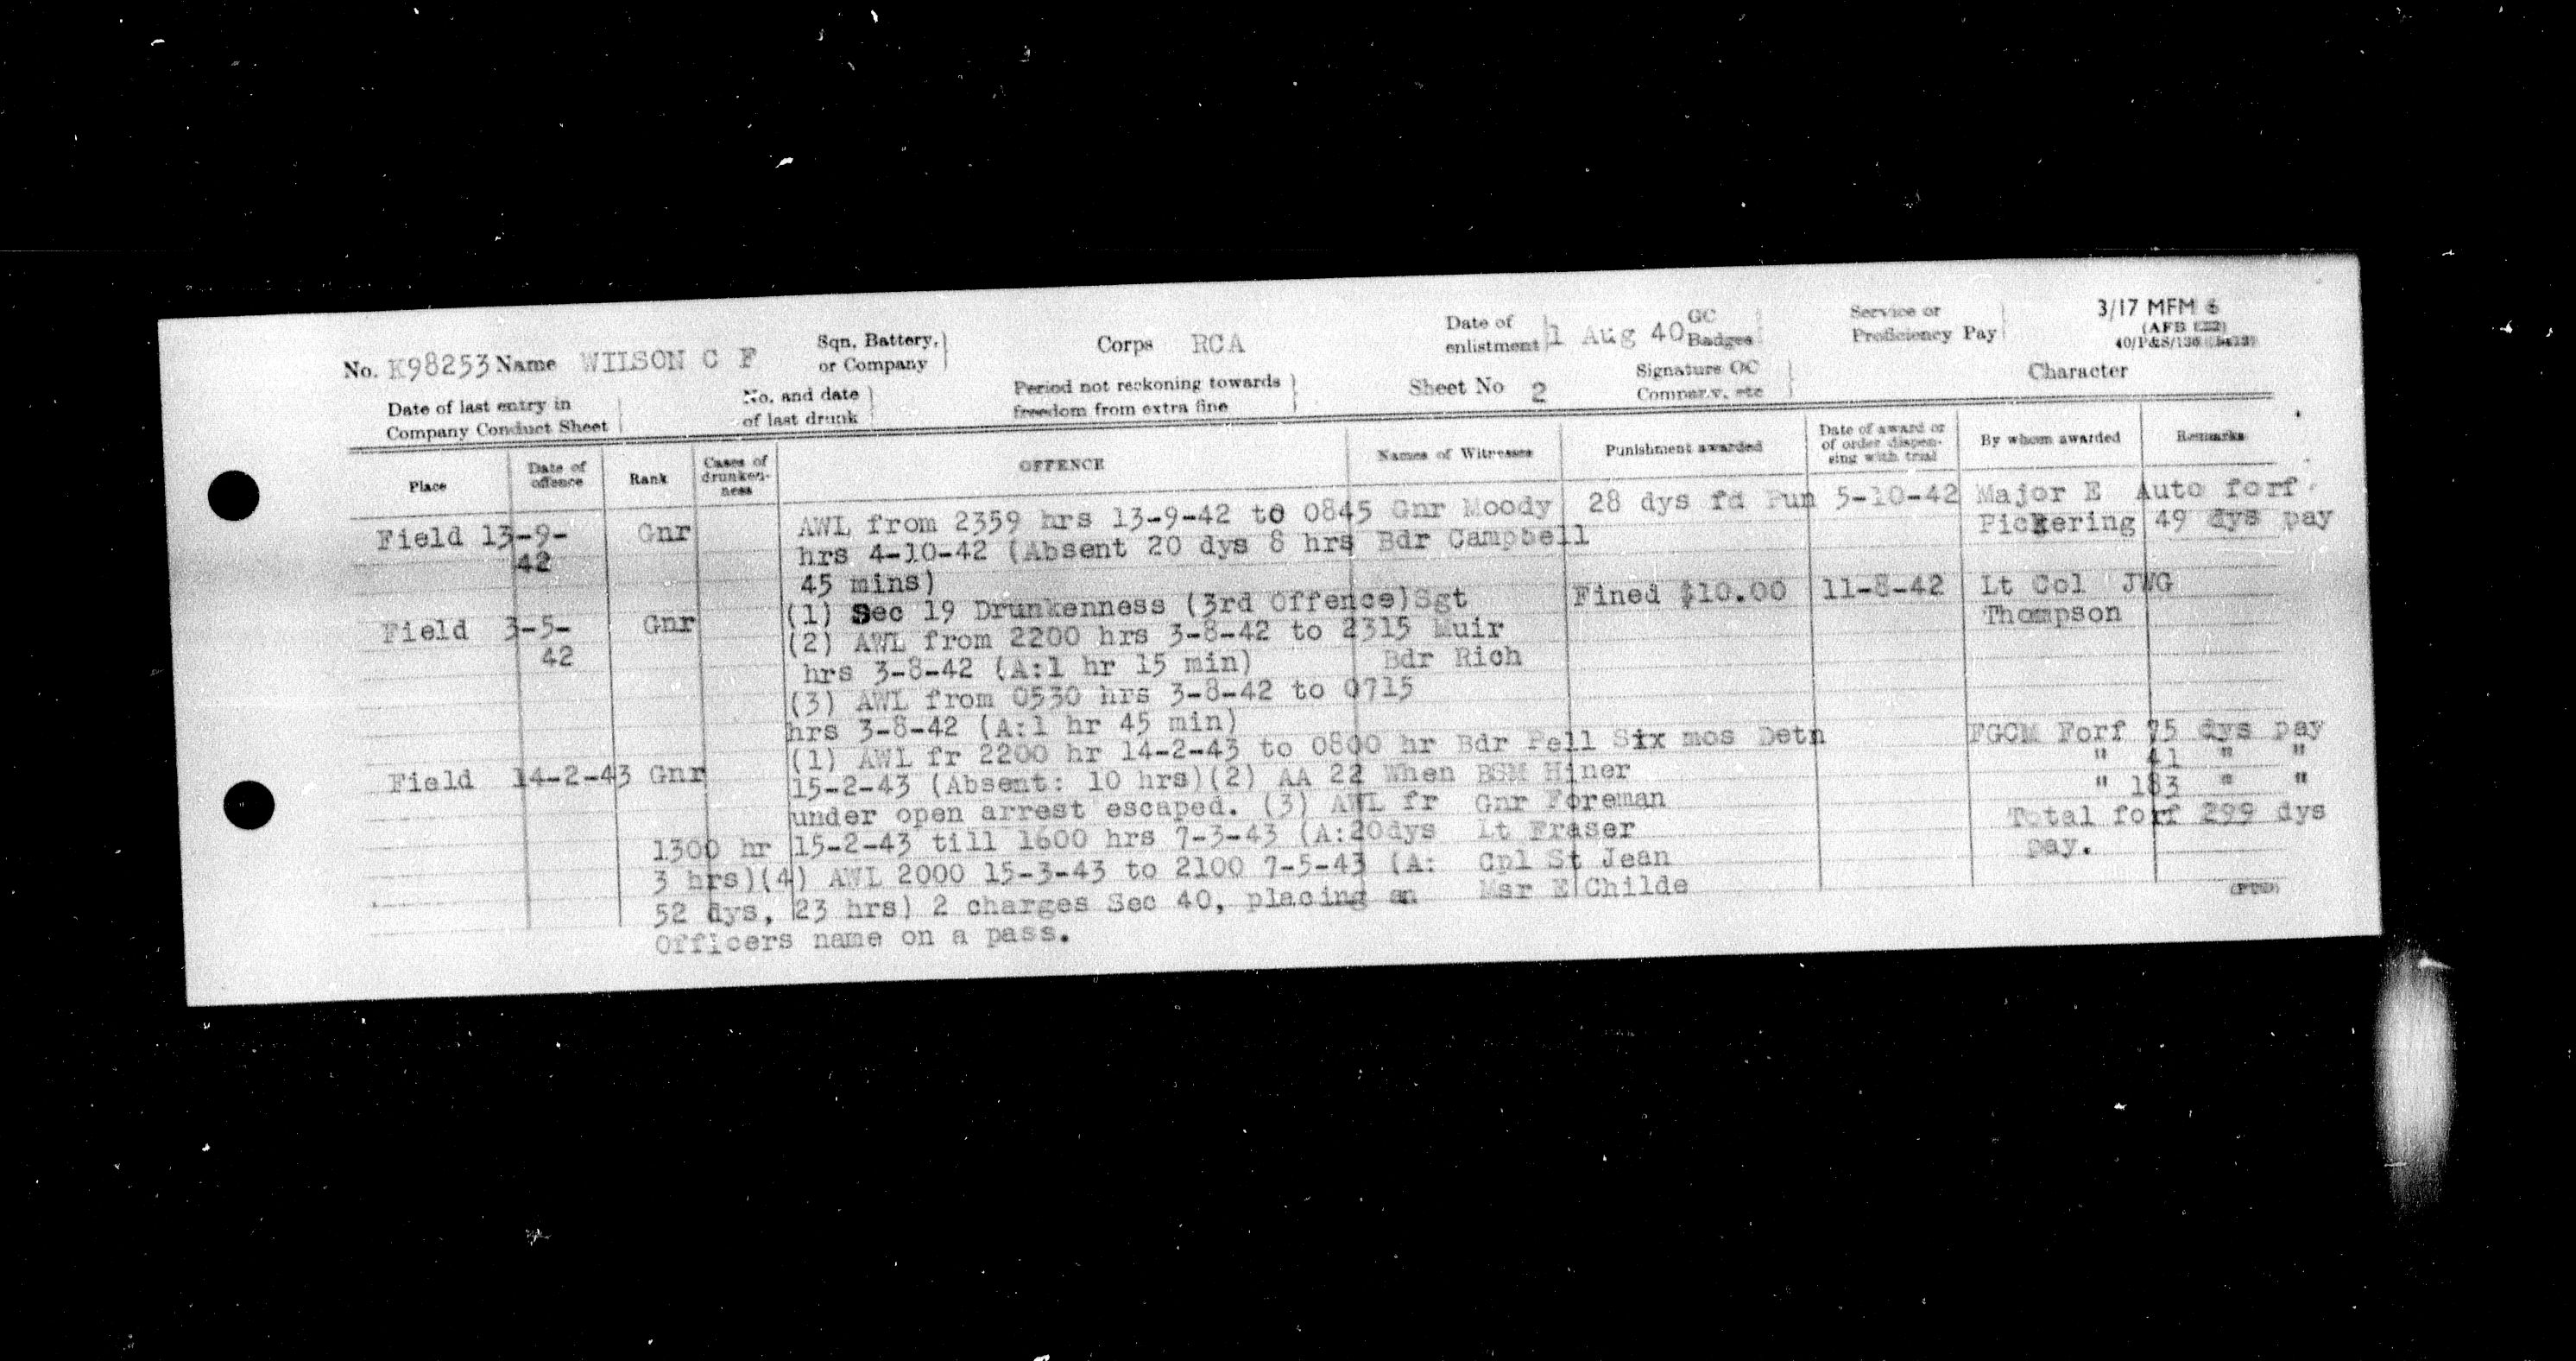 3/17 MFM 6
(AFB 122)
40/P&S/136
No. K98253 Name WILSON C F
Sqn, Battery,
or Company
Corps RCA
Date of
enlistment 1 Aug 40
GC
Badges
Service or
Proficiency Pay
Date of last entry in
Company Conduct Sheet
No. and date
of last drunk
Period not reckoning towards
freedom from extra fine
Sheet No 2
Signature OC
Company, etc
Character
Place
Date of
offence
Rank
Cases of
drunken-
ness
OFFENCE
Names of Witnesses
Punishment awarded
Date of award or
of order dispen-
sing with trial
By whom awarded
Remarks
Field 13-9- Gnr AWL from 2359 hrs 13-9-42 to 0845 Gnr Moody 28 dys fd Pun 5-10-42 Major E Auto forf.
42 hrs 4-10-42 (Absent 20 dys 8 hrs Bdr Campbell Pickering 49 dys pay
45 mins)
Field 3-5- Gnr (1) Sec 19 Drunkenness (3rd Offence) Sgt Fined $10.00 11-8-42 Lt Col JWG
42 (2) AWL from 2200 hrs 3-8-42 to 2315 Muir Thompson
hrs 3-8-42 (A:1 hr 15 min) Bdr Rich
(3) AWL from 0530 hrs 3-8-42 to 0715
hrs 3-8-42 (A:1 hr 45 min)
Field 14-2-43 Gnr (1) AWL fr 2200 hr 14-2-43 to 0800 hr Bdr Pell Six mos Detn FGCM Forf 75 dys pay
15-2-43 (Absent: 10 hrs)(2) AA 22 When BSM Hiner " 41 " "
under open arrest escaped. (3) AWL fr Gnr Foreman " 183 " "
1300 hr 15-2-43 till 1600 hrs 7-3-43 (A:20dys Lt Fraser Total forf 299 dys
3 hrs)(4) AWL 2000 15-3-43 to 2100 7-5-43 (A: Cpl St Jean pay.
52 dys, 23 hrs) 2 charges Sec 40, placing an Msr E Childe
Officers name on a pass.
(PTO)